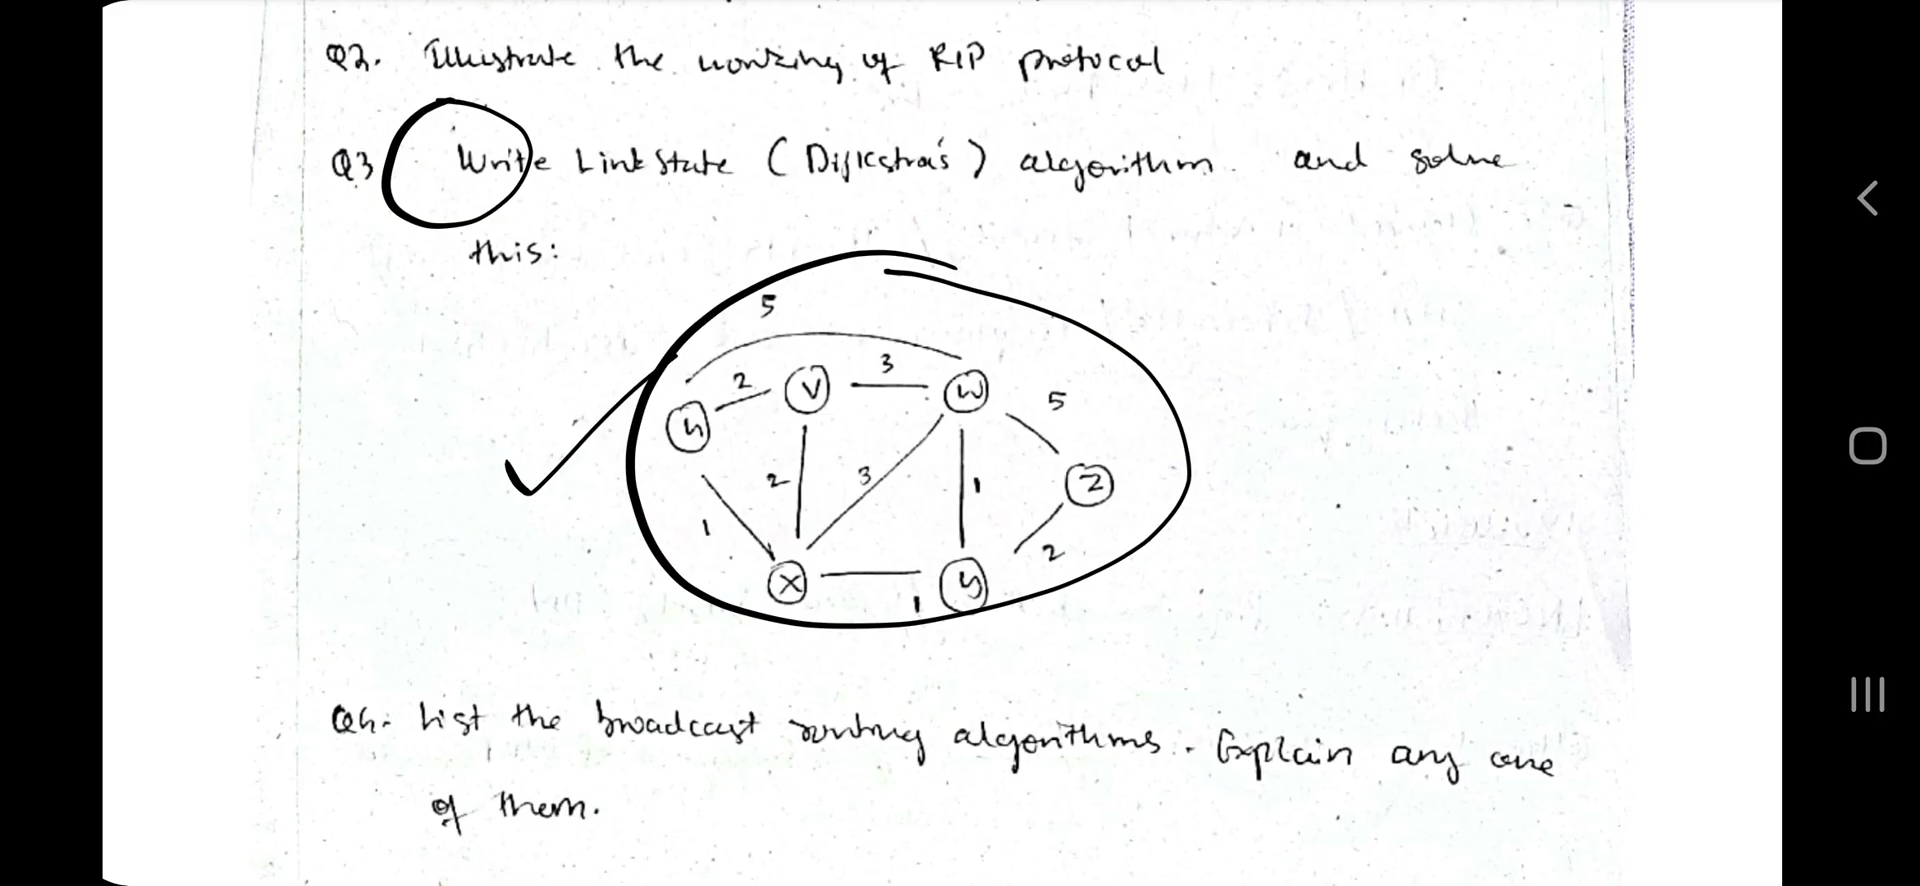 Q2. Illustrate the working of RIP protocol
Q3 Write Link State (Dijkstra's) algorithm. and solve
this:
5
2 V 3 W 5
u
2 3 1 Z
1 2
X 1 y
Q4. List the broadcast routing algorithms. Explain any one
of them.